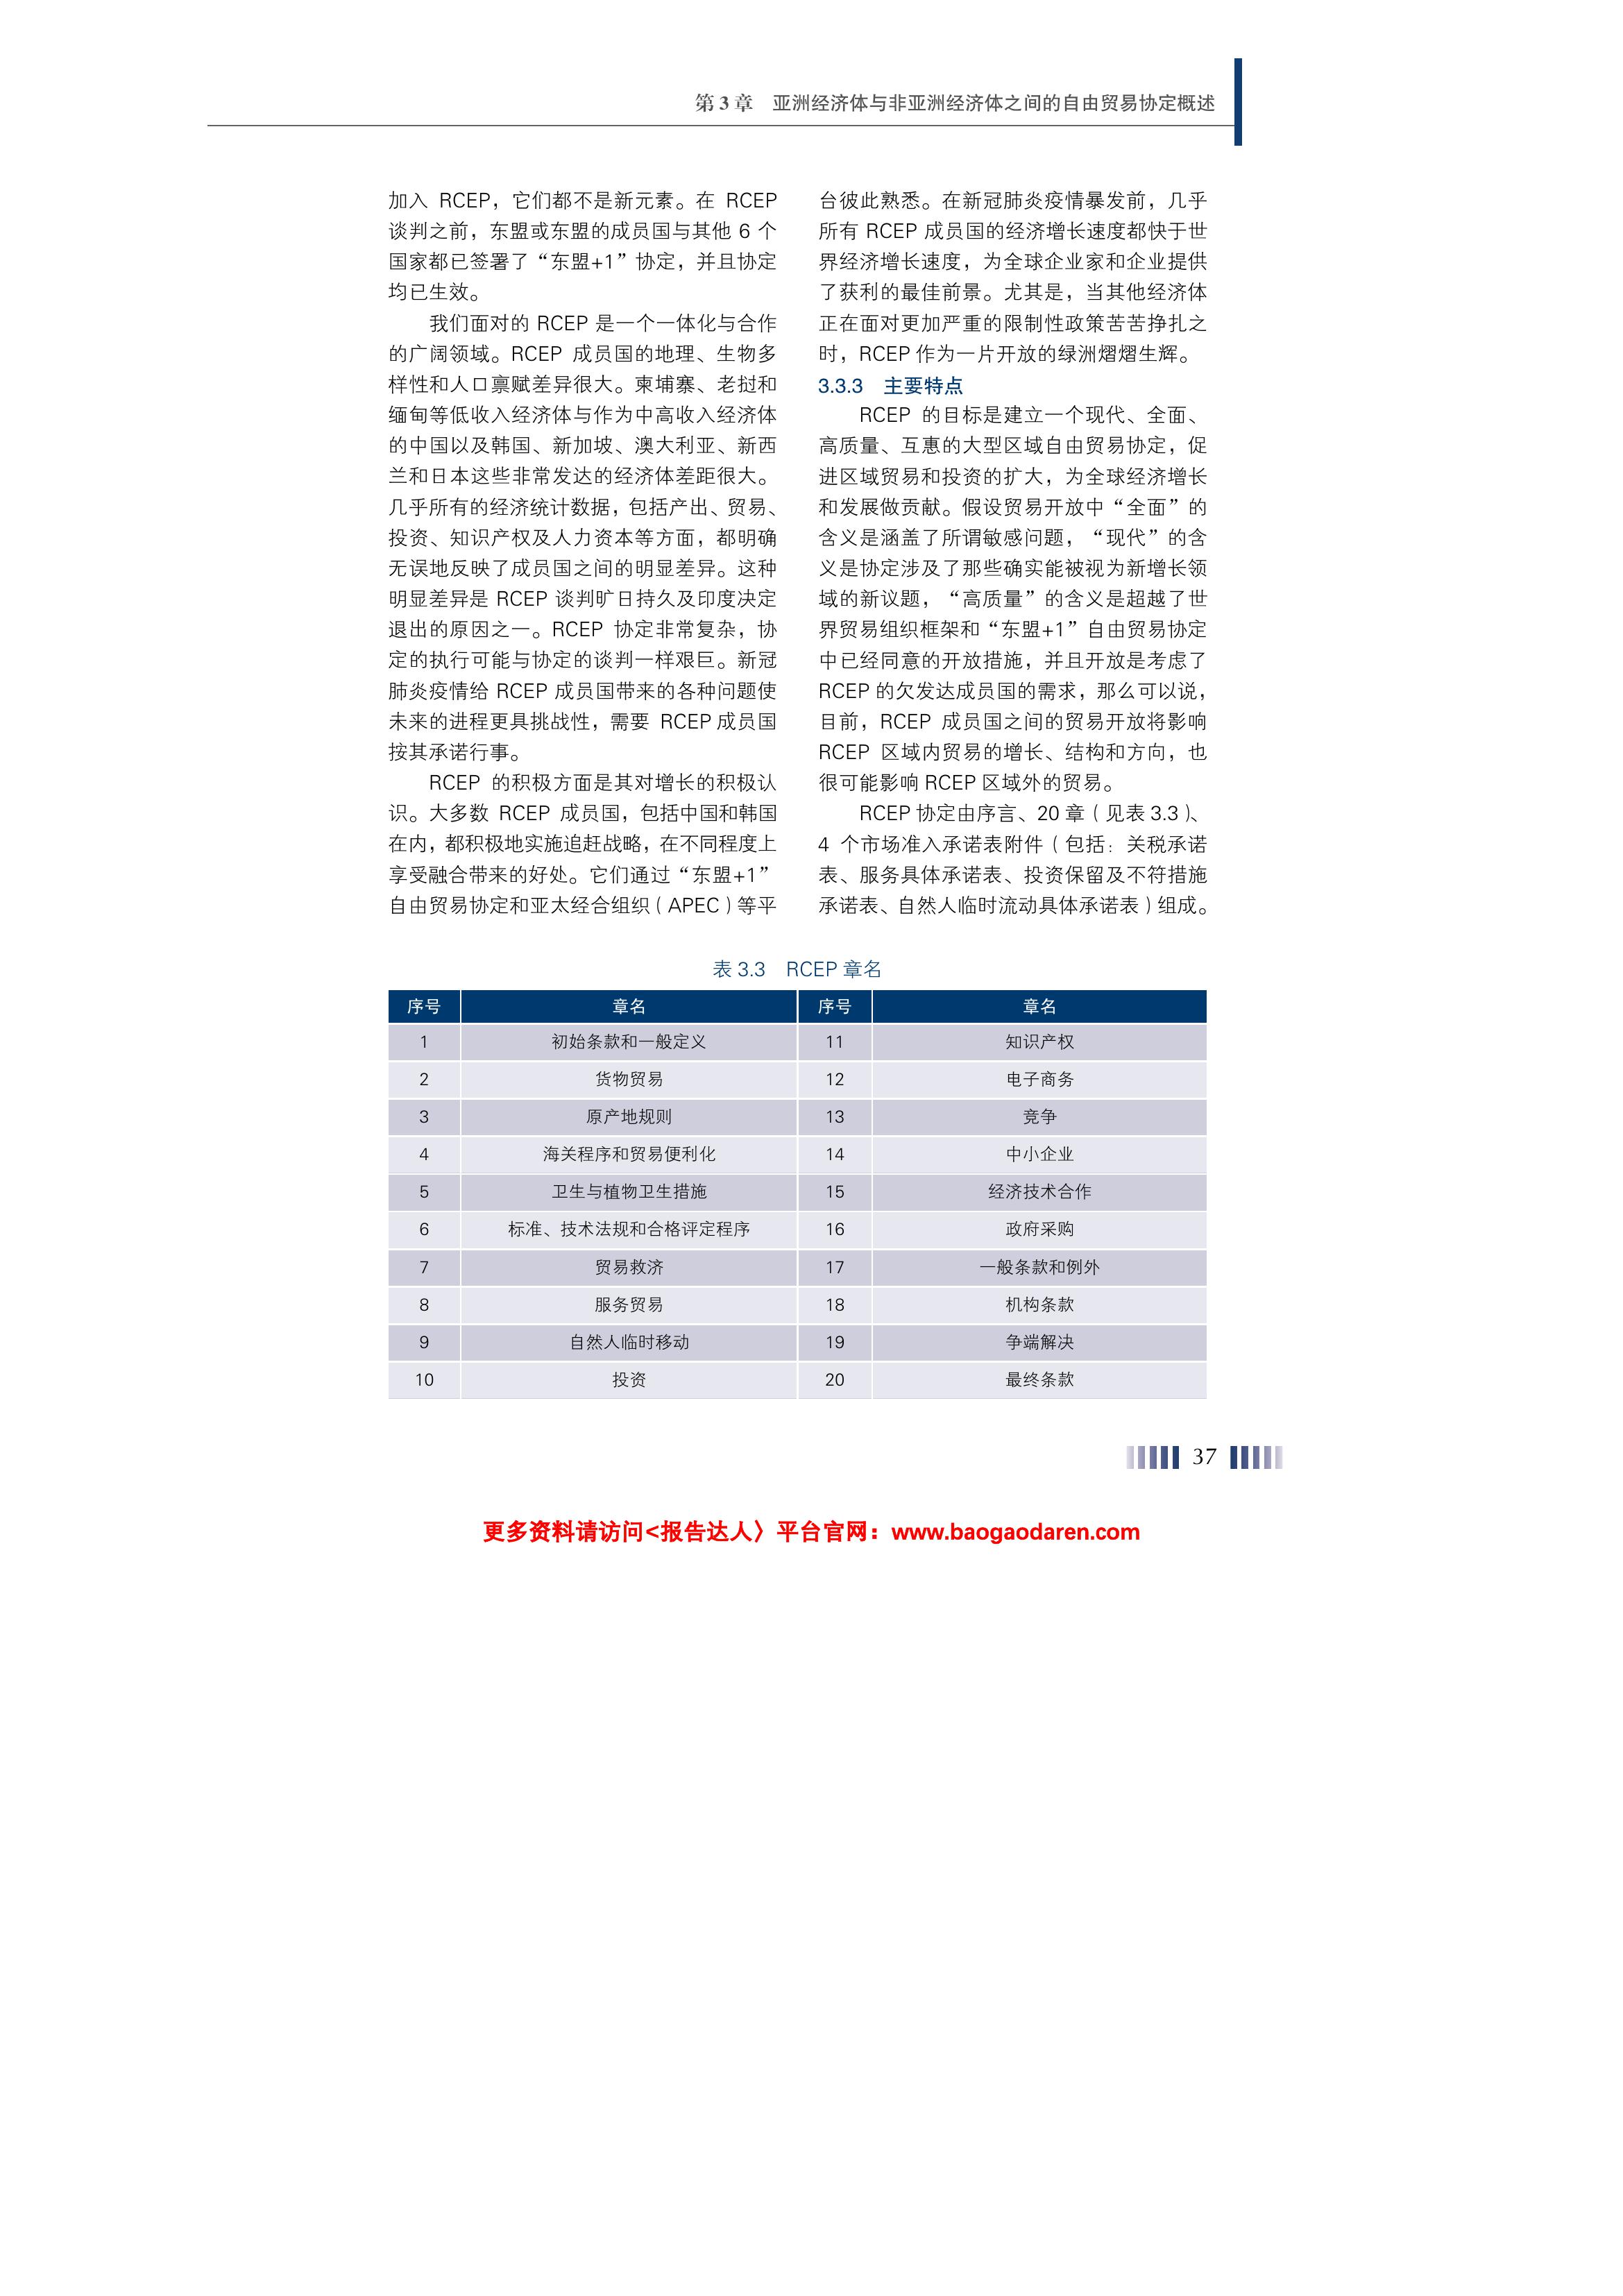 第 3 章　亚洲经济体与非亚洲经济体之间的自由贸易协定概述
加入 RCEP，它们都不是新元素。在 RCEP
谈判之前，东盟或东盟的成员国与其他 6 个
国家都已签署了“东盟+1”协定，并且协定
均已生效。
我们面对的 RCEP 是一个一体化与合作
的广阔领域。RCEP 成员国的地理、生物多
样性和人口禀赋差异很大。柬埔寨、老挝和
缅甸等低收入经济体与作为中高收入经济体
的中国以及韩国、新加坡、澳大利亚、新西
兰和日本这些非常发达的经济体差距很大。
几乎所有的经济统计数据，包括产出、贸易、
投资、知识产权及人力资本等方面，都明确
无误地反映了成员国之间的明显差异。这种
明显差异是 RCEP 谈判旷日持久及印度决定
退出的原因之一。RCEP 协定非常复杂，协
定的执行可能与协定的谈判一样艰巨。新冠
肺炎疫情给 RCEP 成员国带来的各种问题使
未来的进程更具挑战性，需要 RCEP 成员国
按其承诺行事。
RCEP 的积极方面是其对增长的积极认
识。大多数 RCEP 成员国，包括中国和韩国
在内，都积极地实施追赶战略，在不同程度上
享受融合带来的好处。它们通过“东盟+1”
自由贸易协定和亚太经合组织（APEC）等平
台彼此熟悉。在新冠肺炎疫情暴发前，几乎
所有 RCEP 成员国的经济增长速度都快于世
界经济增长速度，为全球企业家和企业提供
了获利的最佳前景。尤其是，当其他经济体
正在面对更加严重的限制性政策苦苦挣扎之
时，RCEP 作为一片开放的绿洲熠熠生辉。
3.3.3　主要特点
RCEP 的目标是建立一个现代、全面、
高质量、互惠的大型区域自由贸易协定，促
进区域贸易和投资的扩大，为全球经济增长
和发展做贡献。假设贸易开放中“全面”的
含义是涵盖了所谓敏感问题，“现代”的含
义是协定涉及了那些确实能被视为新增长领
域的新议题，“高质量”的含义是超越了世
界贸易组织框架和“东盟+1”自由贸易协定
中已经同意的开放措施，并且开放是考虑了
RCEP 的欠发达成员国的需求，那么可以说，
目前，RCEP 成员国之间的贸易开放将影响
RCEP 区域内贸易的增长、结构和方向，也
很可能影响 RCEP 区域外的贸易。
RCEP 协定由序言、20 章（见表 3.3）、
4 个市场准入承诺表附件（包括：关税承诺
表、服务具体承诺表、投资保留及不符措施
承诺表、自然人临时流动具体承诺表）组成。
表 3.3　RCEP 章名
序号　章名　序号　章名
1　初始条款和一般定义　11　知识产权
2　货物贸易　12　电子商务
3　原产地规则　13　竞争
4　海关程序和贸易便利化　14　中小企业
5　卫生与植物卫生措施　15　经济技术合作
6　标准、技术法规和合格评定程序　16　政府采购
7　贸易救济　17　一般条款和例外
8　服务贸易　18　机构条款
9　自然人临时移动　19　争端解决
10　投资　20　最终条款
37
更多资料请访问<报告达人〉平台官网：www.baogaodaren.com